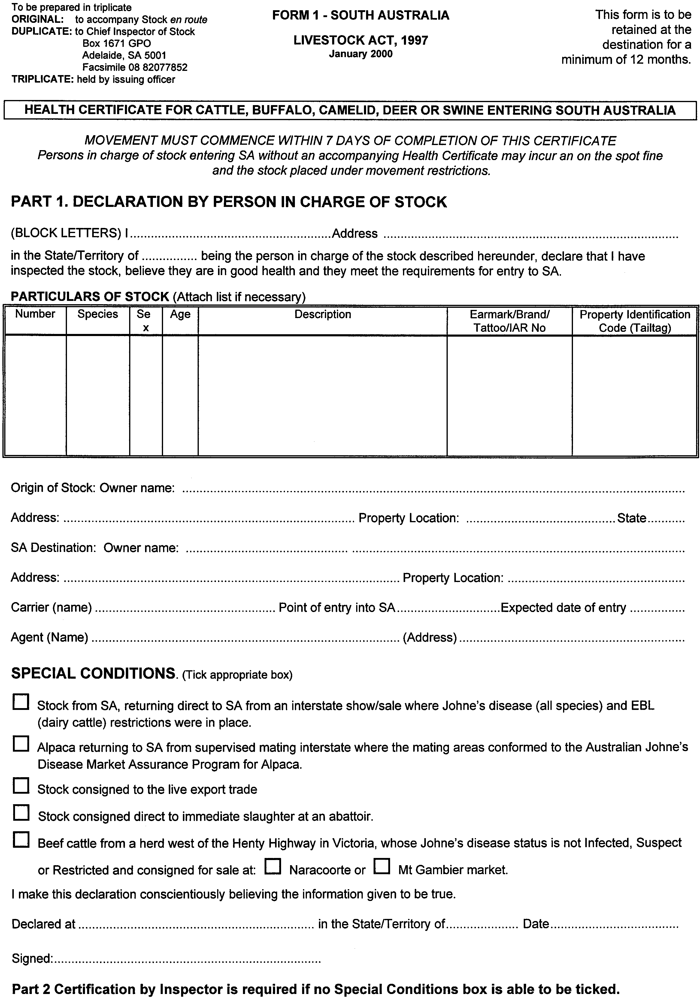 To be prepared in triplicate
ORIGINAL: to accompany Stock en route
DUPLICATE: to Chief Inspector of Stock
Box 1671 GPO
Adelaide, SA 5001
Facsimile 08 82077852
TRIPLICATE: held by issuing officer
FORM 1 - SOUTH AUSTRALIA
LIVESTOCK ACT, 1997
January 2000
This form is to be
retained at the
destination for a
minimum of 12 months.
HEALTH CERTIFICATE FOR CATTLE, BUFFALO, CAMELID, DEER OR SWINE ENTERING SOUTH AUSTRALIA
MOVEMENT MUST COMMENCE WITHIN 7 DAYS OF COMPLETION OF THIS CERTIFICATE
Persons in charge of stock entering SA without an accompanying Health Certificate may incur an on the spot fine
and the stock placed under movement restrictions.
PART 1. DECLARATION BY PERSON IN CHARGE OF STOCK
(BLOCK LETTERS) I..........................................................Address .....................................................................................
in the State/Territory of ................ being the person in charge of the stock described hereunder, declare that I have
inspected the stock, believe they are in good health and they meet the requirements for entry to SA.
PARTICULARS OF STOCK (Attach list if necessary)
Number Species Se Age Description Earmark/Brand/ Property Identification
x Tattoo/IAR No Code (Tailtag)
Origin of Stock: Owner name: .................................................................................................................................................
Address: .................................................................................... Property Location: ...........................................State...........
SA Destination: Owner name: ............................................... ................................................................................................
Address: ................................................................................................. Property Location: ...................................................
Carrier (name) .................................................... Point of entry into SA..............................Expected date of entry ................
Agent (Name) ......................................................................................... (Address).................................................................
SPECIAL CONDITIONS. (Tick appropriate box)
Stock from SA, returning direct to SA from an interstate show/sale where Johne's disease (all species) and EBL
(dairy cattle) restrictions were in place.
Alpaca returning to SA from supervised mating interstate where the mating areas conformed to the Australian Johne's
Disease Market Assurance Program for Alpaca.
Stock consigned to the live export trade
Stock consigned direct to immediate slaughter at an abattoir.
Beef cattle from a herd west of the Henty Highway in Victoria, whose Johne's disease status is not Infected, Suspect
or Restricted and consigned for sale at: Naracoorte or Mt Gambier market.
I make this declaration conscientiously believing the information given to be true.
Declared at .................................................................... in the State/Territory of..................... Date.....................................
Signed:.............................................................................
Part 2 Certification by Inspector is required if no Special Conditions box is able to be ticked.